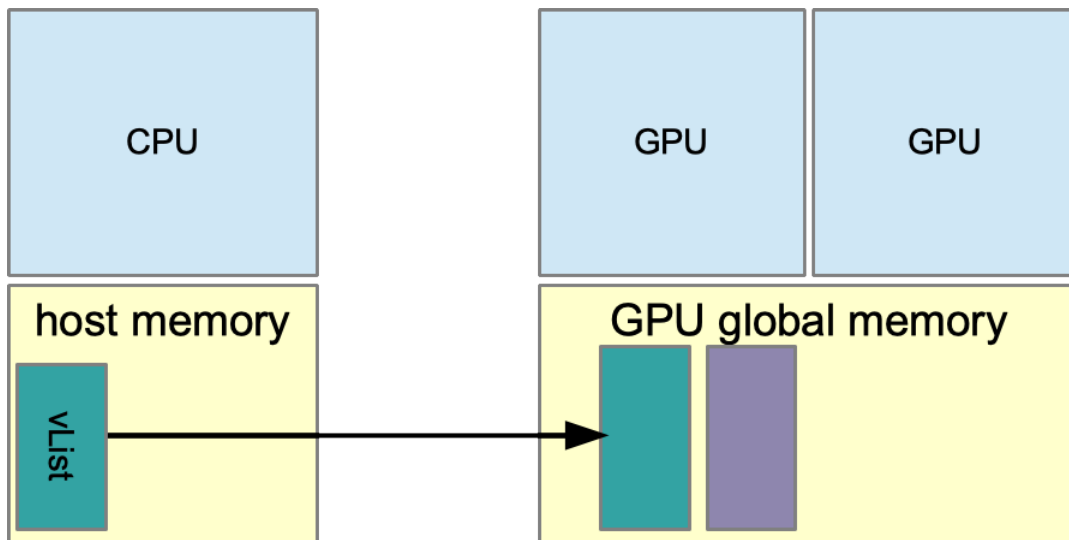 CPU
GPU
GPU
host memory
GPU global memory
vList